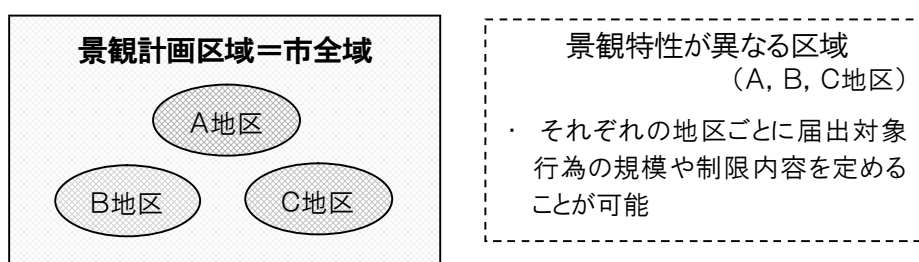 景観計画区域＝市全域
A地区
B地区
C地区
景観特性が異なる区域
（A，B，C地区）
・ それぞれの地区ごとに届出対象
行為の規模や制限内容を定める
ことが可能